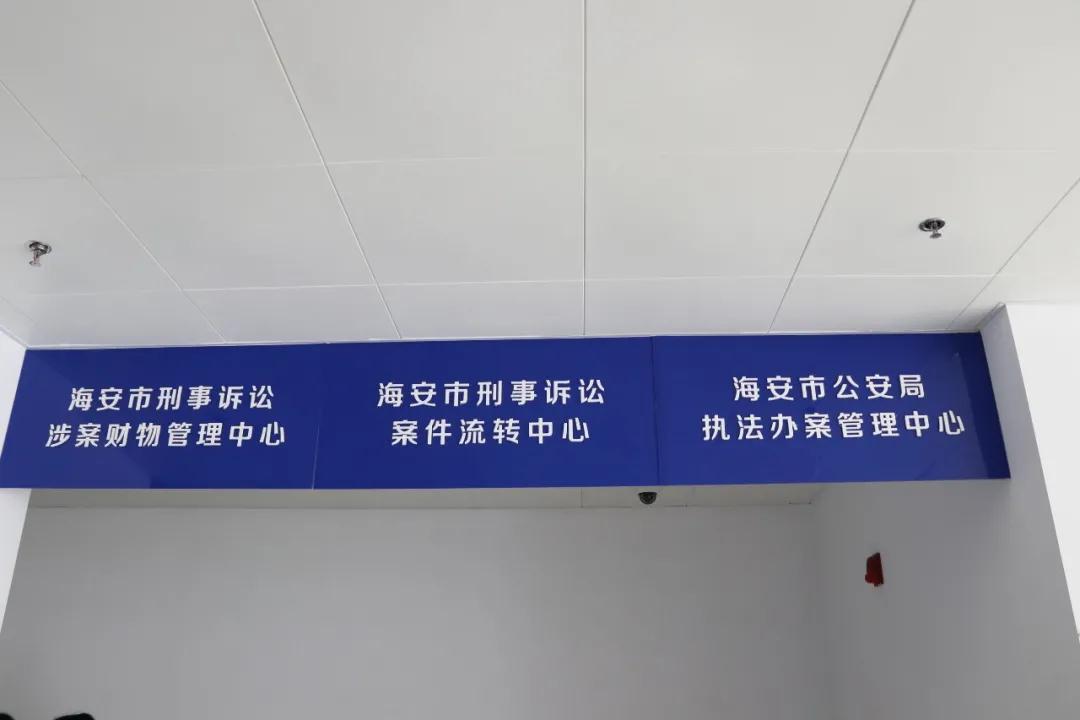 海安市刑事诉讼
涉案财物管理中心
海安市刑事诉讼
案件流转中心
海安市公安局
执法办案管理中心